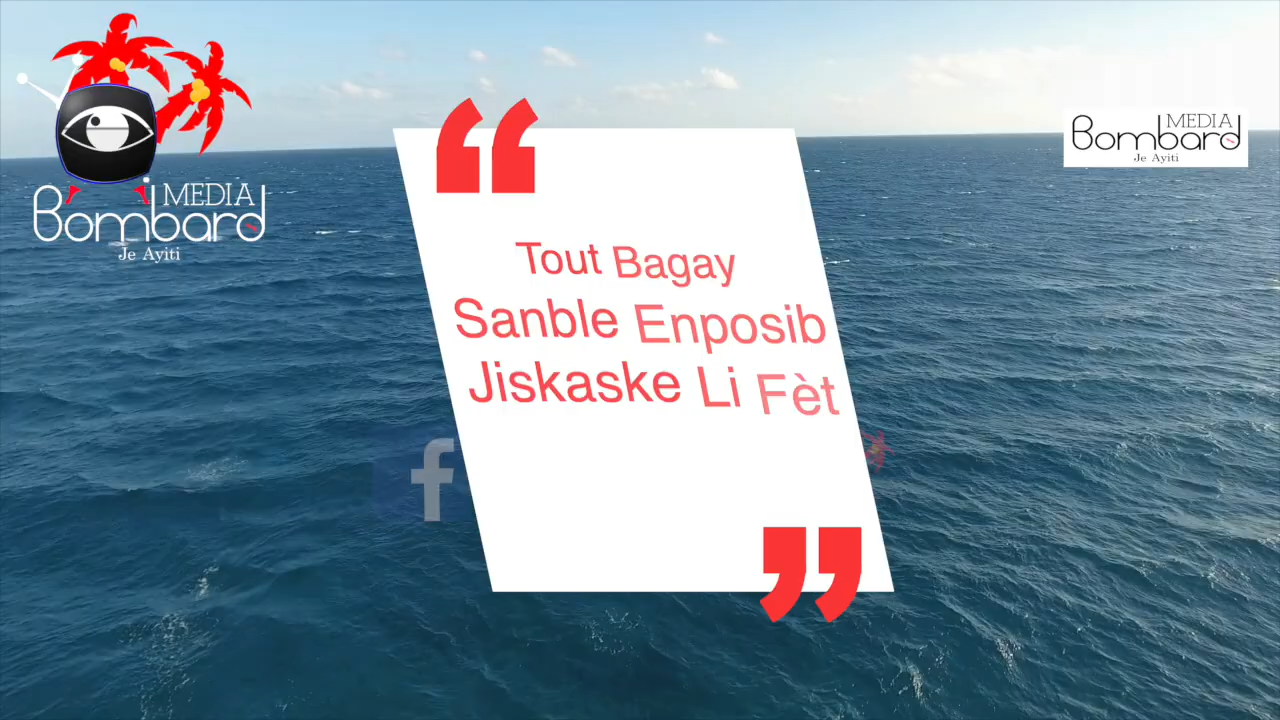 MEDIA
Bombard
Je Ayiti
MEDIA
Bombard
Je Ayiti
“
Tout Bagay
Sanble Enposib
Jiskaske Li Fèt
”
f